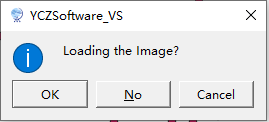 YCZSoftware_VS
Loading the Image?
OK No Cancel